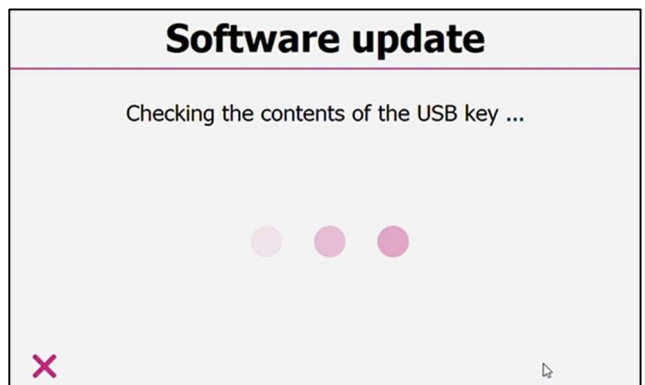 Software update
Checking the contents of the USB key ...